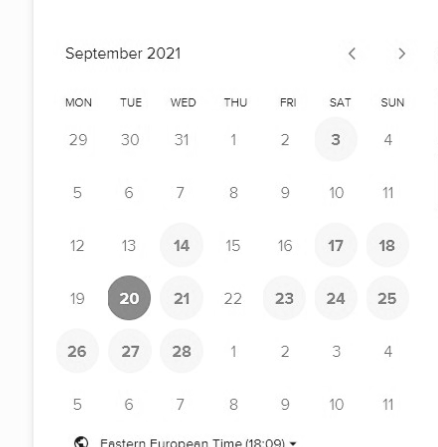 September 2021
MON TUE WED THU FRI SAT SUN
29 30 31 1 2 3 4
5 6 7 8 9 10 11
12 13 14 15 16 17 18
19 20 21 22 23 24 25
26 27 28 1 2 3 4
5 6 7 8 9 10 11
Eastern European Time (18:09)